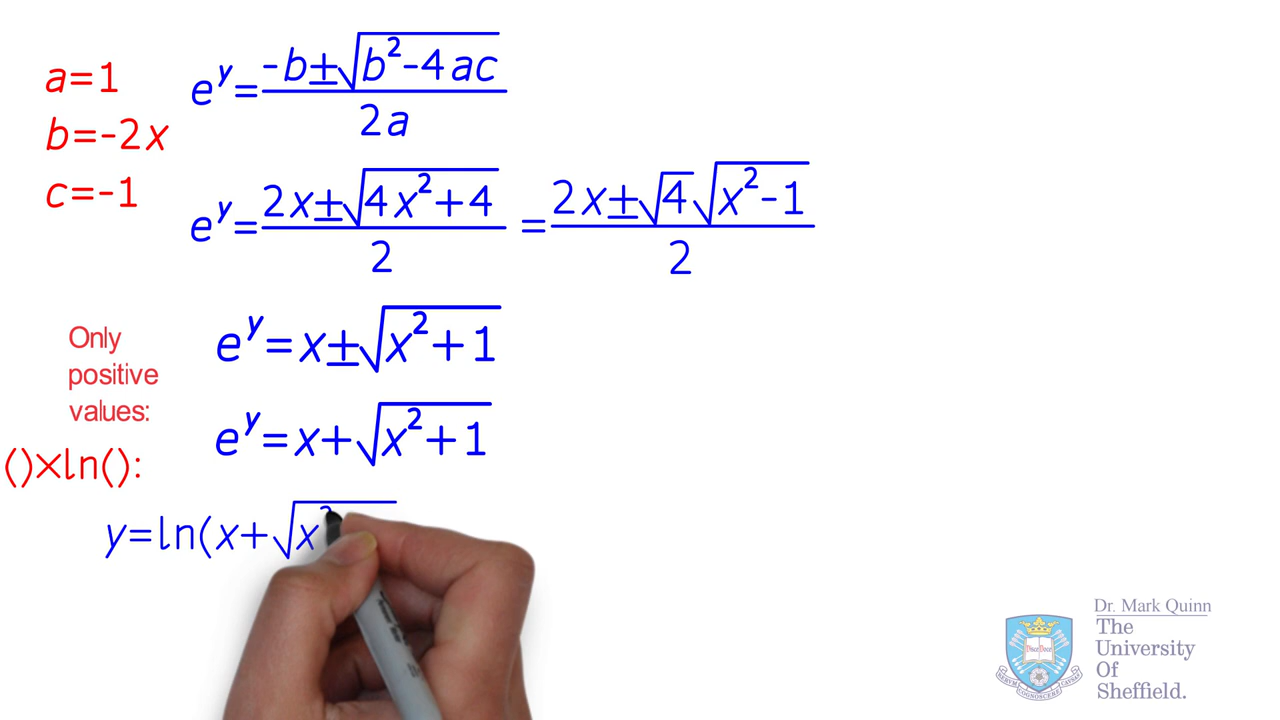 a=1
b=-2x
c=-1
e^y = (-b±√(b²-4ac))/(2a)
e^y = (2x±√(4x²+4))/2 = (2x±√4√(x²-1))/2
Only
positive
values:
e^y = x±√(x²+1)
e^y = x+√(x²+1)
()×ln():
y=ln(x+√x²
Dr. Mark Quinn
The
University
Of
Sheffield.